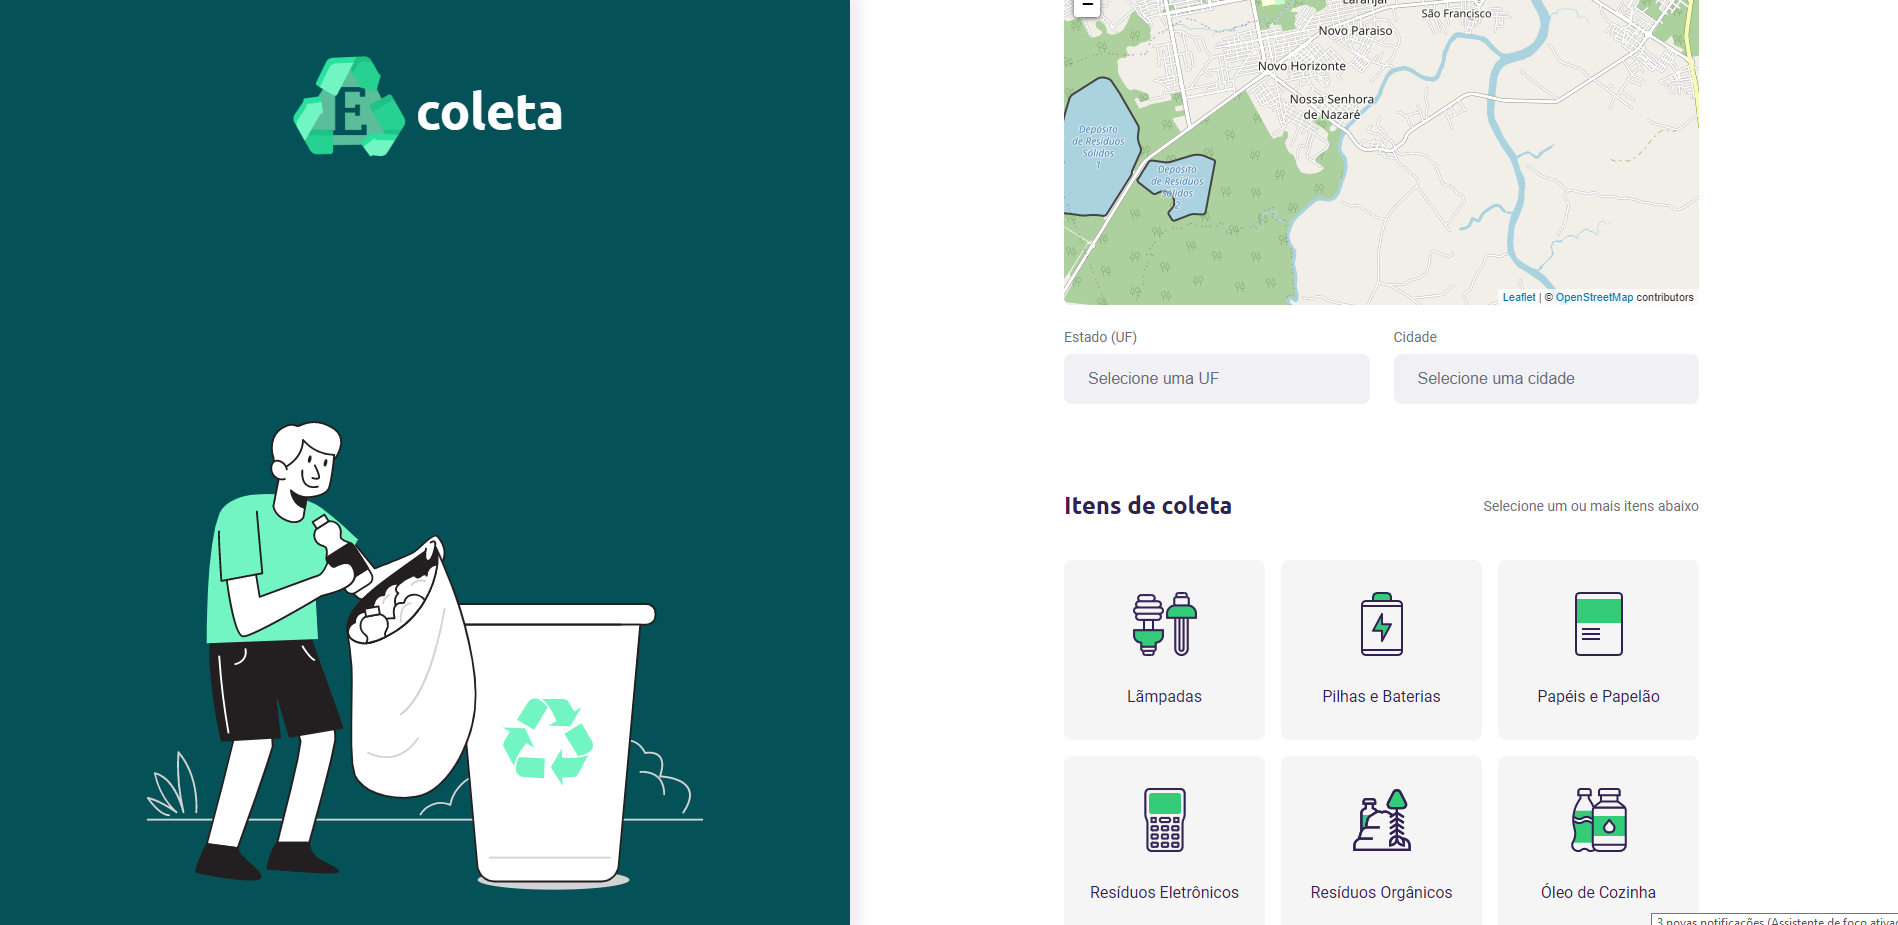 E
coleta
−
Laranjal
São Francisco
Novo Paraiso
Novo Horizonte
Nossa Senhora
de Nazaré
Depósito
de Resíduos
Sólidos
1
Depósito
de Resíduos
sólidos
2
Leaflet | © OpenStreetMap contributors
Estado (UF)
Cidade
Selecione uma UF
Selecione uma cidade
Itens de coleta
Selecione um ou mais itens abaixo
Lãmpadas
Pilhas e Baterias
Papéis e Papelão
Resíduos Eletrônicos
Resíduos Orgânicos
Óleo de Cozinha
3 novas notificações (Assistente de foco